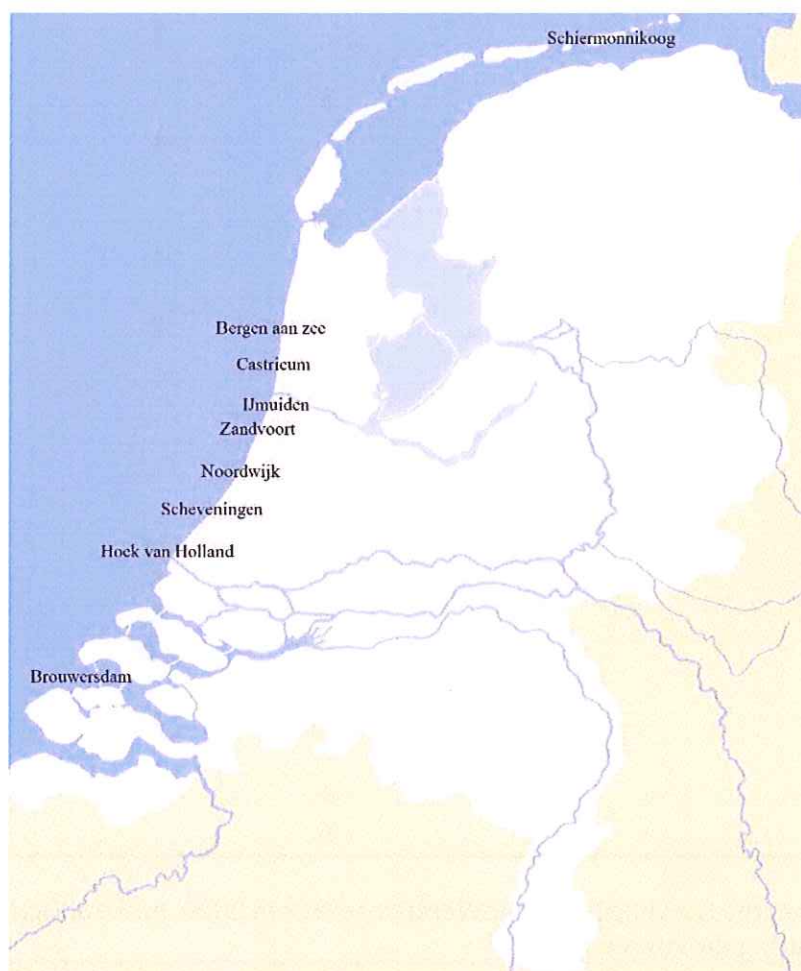 Schiermonnikoog
Bergen aan zee
Castricum
IJmuiden
Zandvoort
Noordwijk
Scheveningen
Hoek van Holland
Brouwersdam